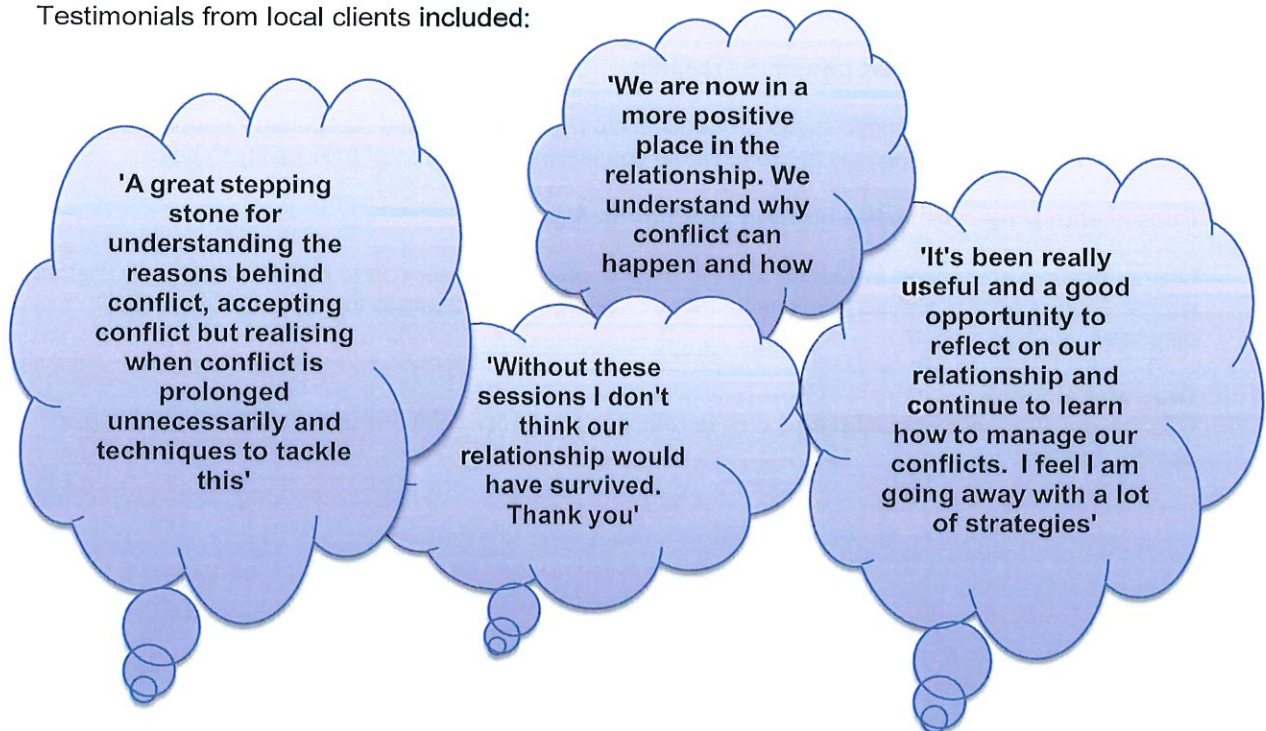 Testimonials from local clients included:
'A great stepping
stone for
understanding the
reasons behind
conflict, accepting
conflict but realising
when conflict is
prolonged
unnecessarily and
techniques to tackle
this'
'We are now in a
more positive
place in the
relationship. We
understand why
conflict can
happen and how
'Without these
sessions I don't
think our
relationship would
have survived.
Thank you'
'It's been really
useful and a good
opportunity to
reflect on our
relationship and
continue to learn
how to manage our
conflicts.  I feel I am
going away with a lot
of strategies'